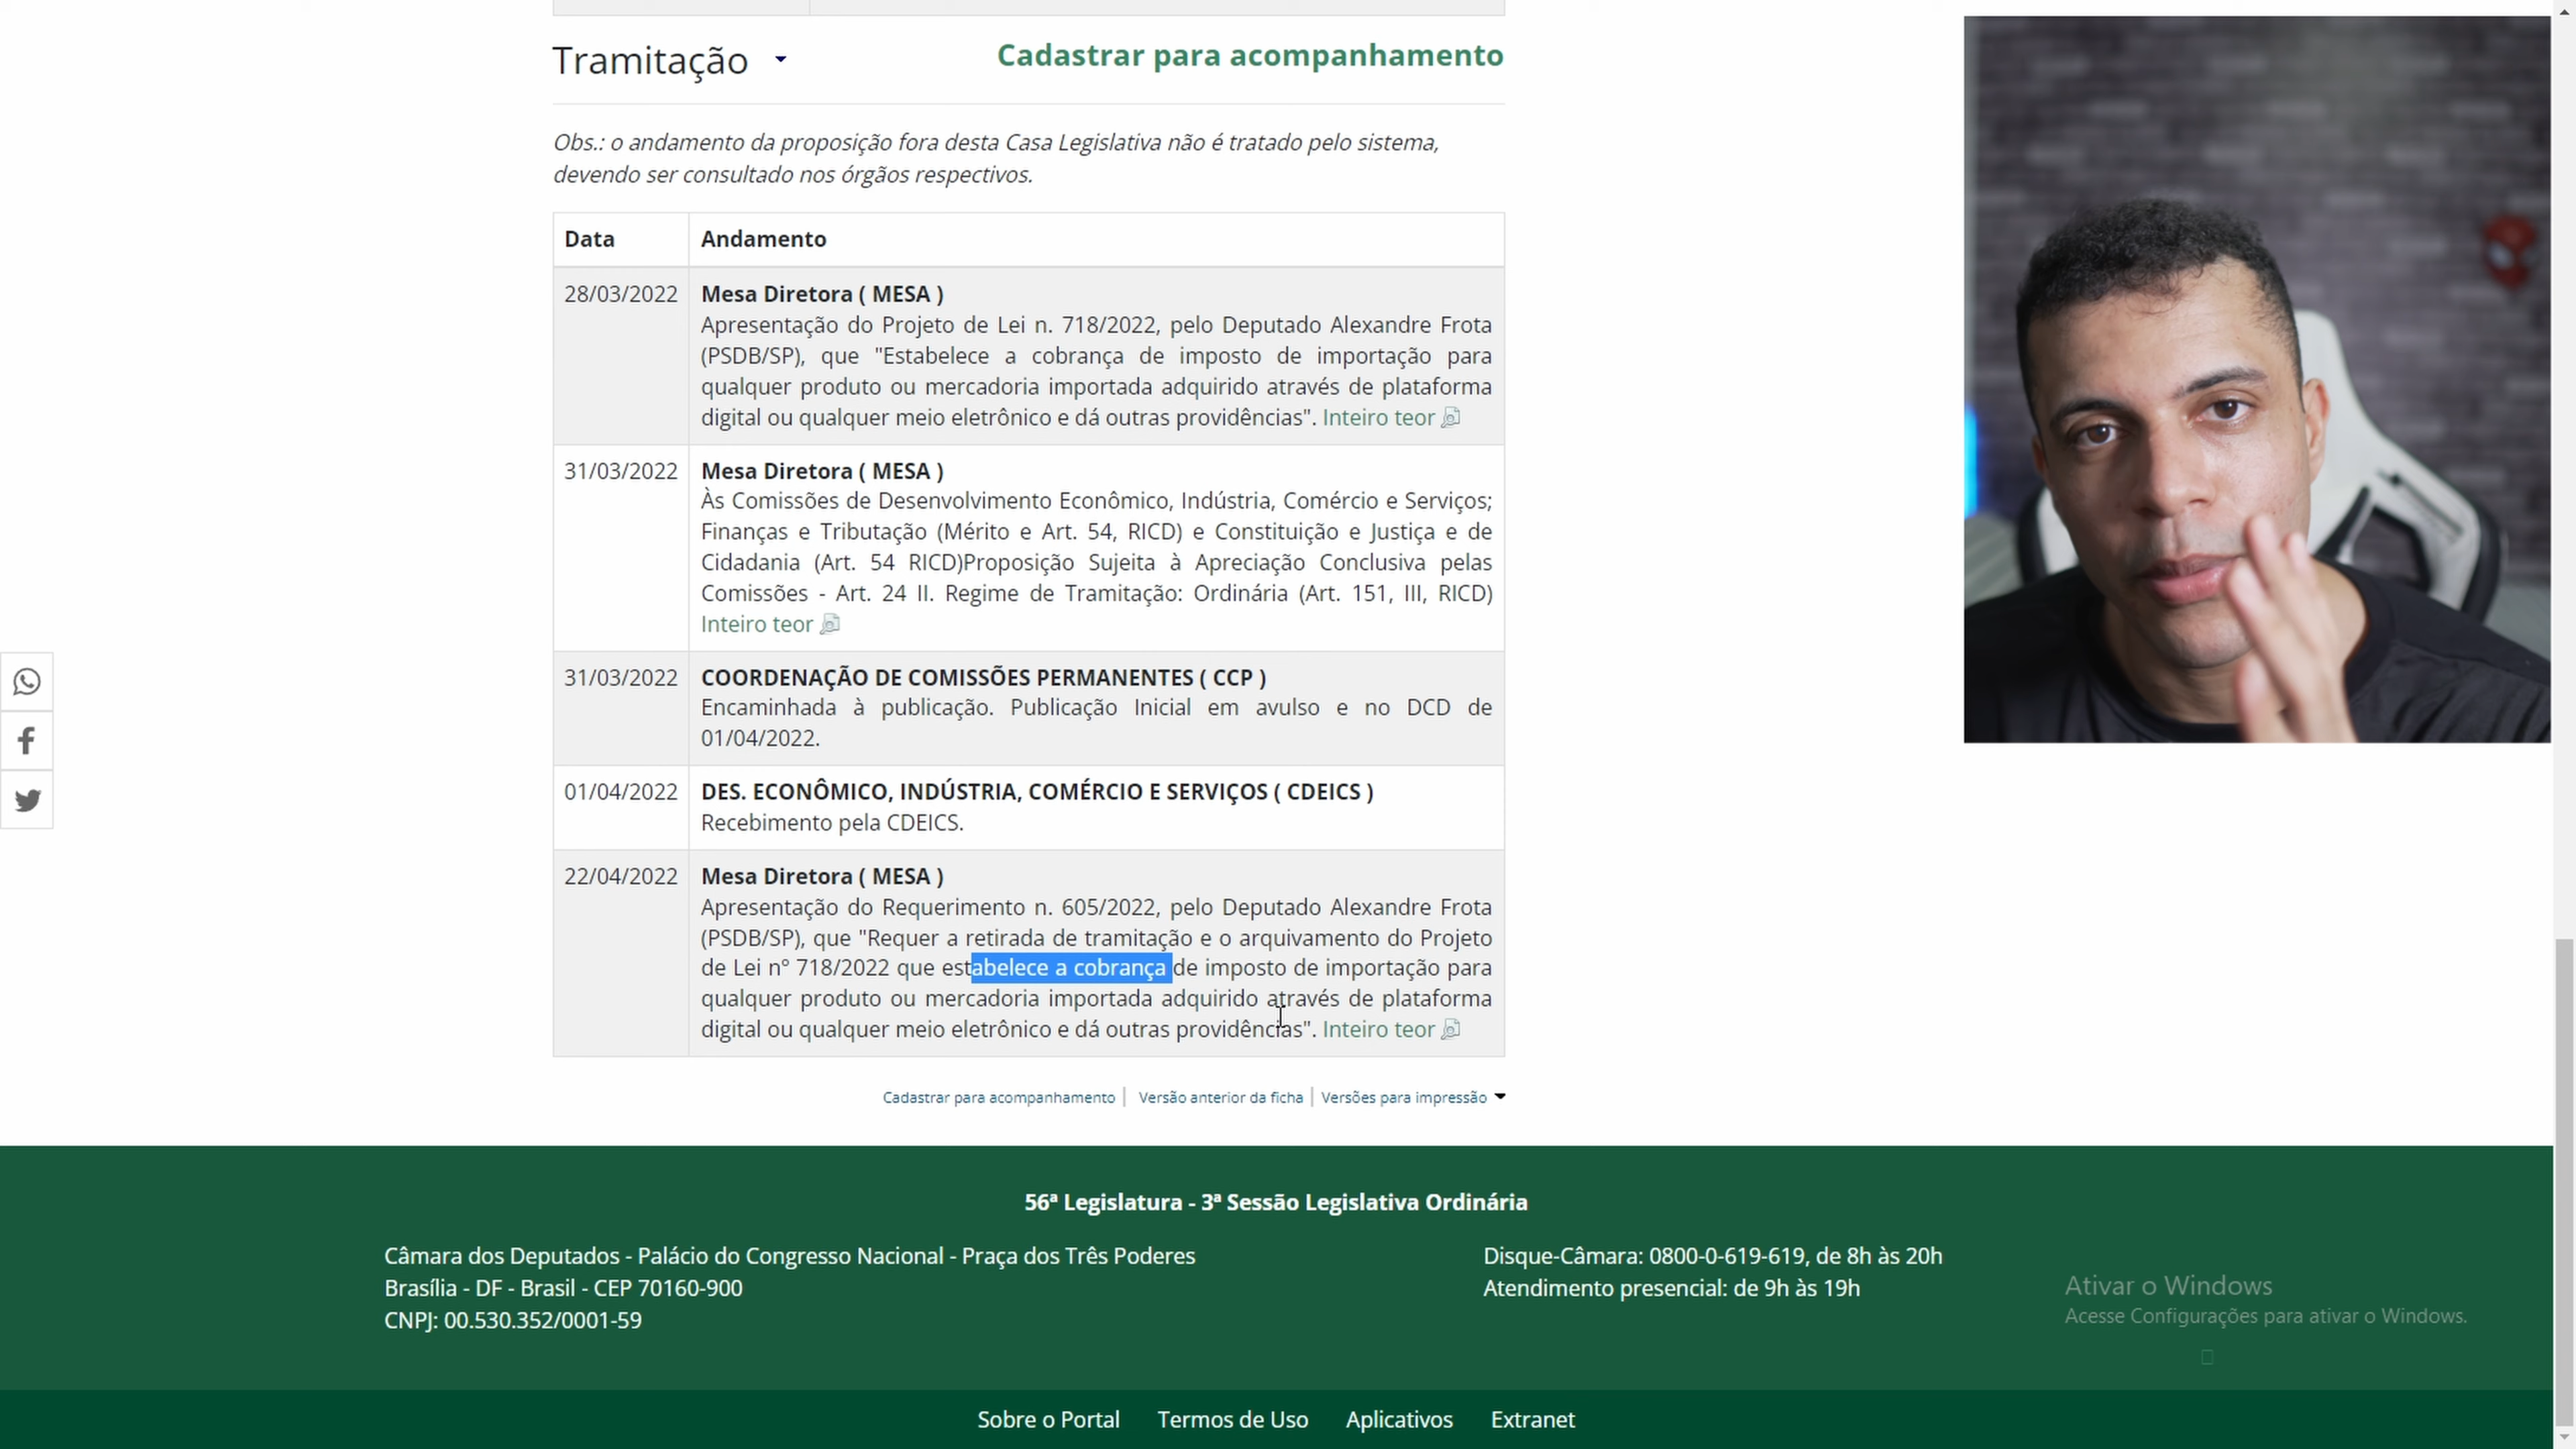 Tramitação
Cadastrar para acompanhamento
Obs.: o andamento da proposição fora desta Casa Legislativa não é tratado pelo sistema,
devendo ser consultado nos órgãos respectivos.
Data Andamento
28/03/2022 Mesa Diretora ( MESA )
Apresentação do Projeto de Lei n. 718/2022, pelo Deputado Alexandre Frota
(PSDB/SP), que "Estabelece a cobrança de imposto de importação para
qualquer produto ou mercadoria importada adquirido através de plataforma
digital ou qualquer meio eletrônico e dá outras providências". Inteiro teor
31/03/2022 Mesa Diretora ( MESA )
Às Comissões de Desenvolvimento Econômico, Indústria, Comércio e Serviços;
Finanças e Tributação (Mérito e Art. 54, RICD) e Constituição e Justiça e de
Cidadania (Art. 54 RICD)Proposição Sujeita à Apreciação Conclusiva pelas
Comissões - Art. 24 II. Regime de Tramitação: Ordinária (Art. 151, III, RICD)
Inteiro teor
31/03/2022 COORDENAÇÃO DE COMISSÕES PERMANENTES ( CCP )
Encaminhada à publicação. Publicação Inicial em avulso e no DCD de
01/04/2022.
01/04/2022 DES. ECONÔMICO, INDÚSTRIA, COMÉRCIO E SERVIÇOS ( CDEICS )
Recebimento pela CDEICS.
22/04/2022 Mesa Diretora ( MESA )
Apresentação do Requerimento n. 605/2022, pelo Deputado Alexandre Frota
(PSDB/SP), que "Requer a retirada de tramitação e o arquivamento do Projeto
de Lei nº 718/2022 que estabelece a cobrança de imposto de importação para
qualquer produto ou mercadoria importada adquirido através de plataforma
digital ou qualquer meio eletrônico e dá outras providências". Inteiro teor
Cadastrar para acompanhamento | Versão anterior da ficha | Versões para impressão
56ª Legislatura - 3ª Sessão Legislativa Ordinária
Câmara dos Deputados - Palácio do Congresso Nacional - Praça dos Três Poderes
Brasília - DF - Brasil - CEP 70160-900
CNPJ: 00.530.352/0001-59
Disque-Câmara: 0800-0-619-619, de 8h às 20h
Atendimento presencial: de 9h às 19h
Ativar o Windows
Acesse Configurações para ativar o Windows.
Sobre o Portal Termos de Uso Aplicativos Extranet